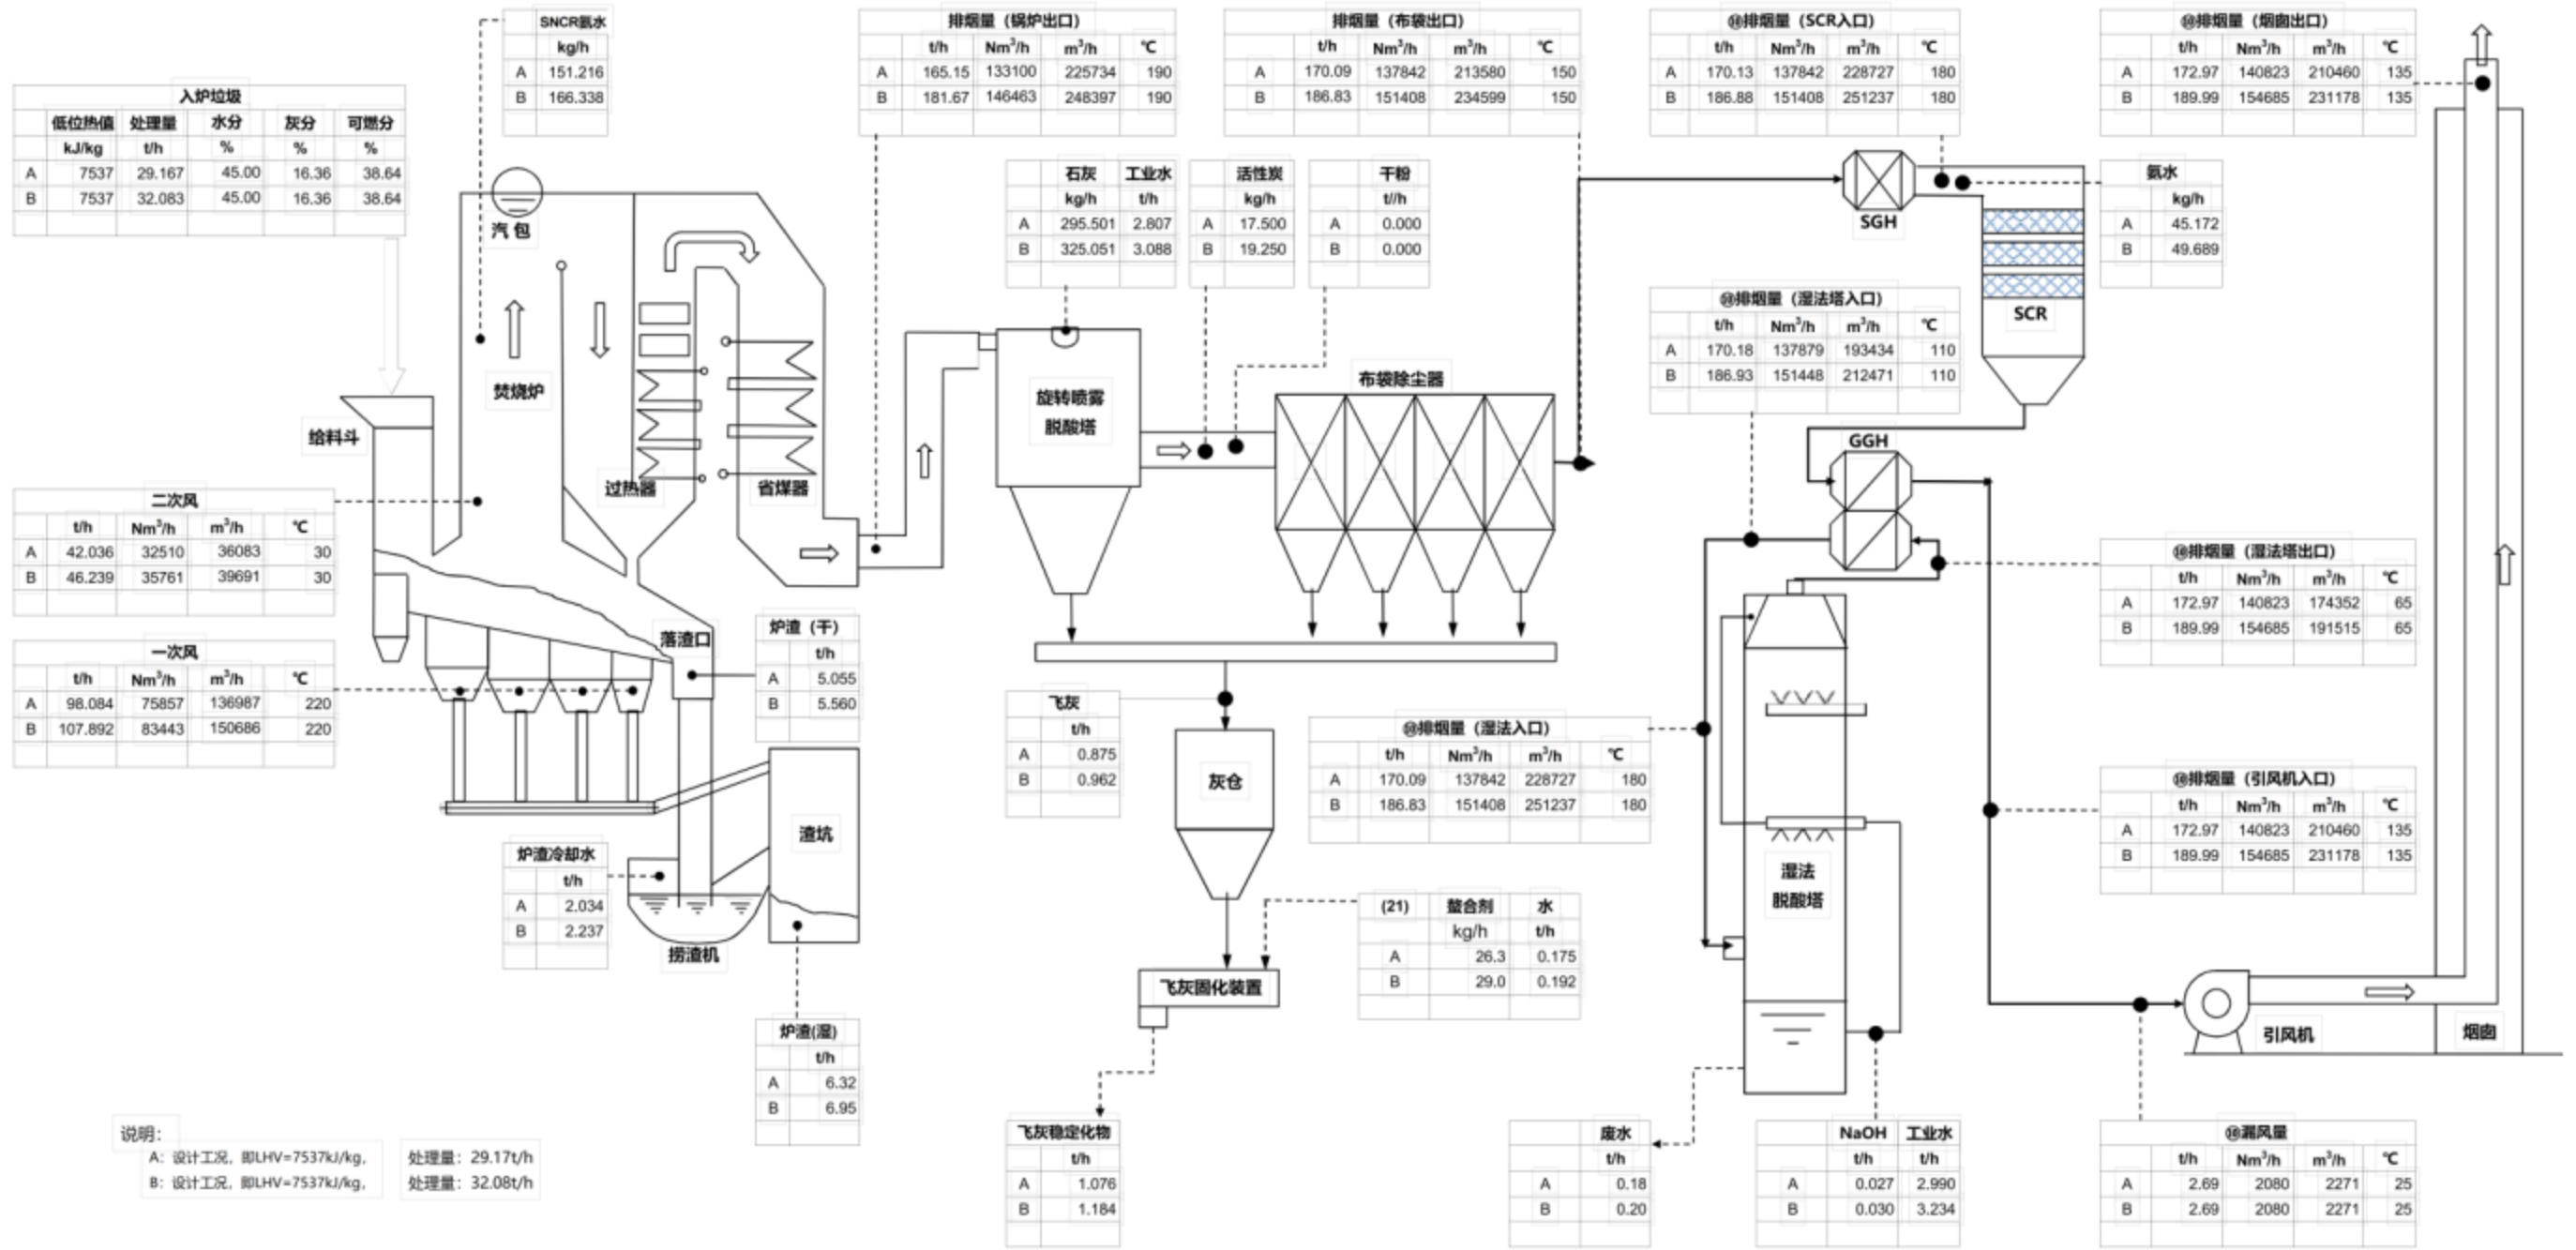 SNCR氨水
kg/h
A 151.216
B 166.338
排烟量（锅炉出口）
t/h Nm³/h m³/h ℃
A 165.15 133100 225734 190
B 181.67 146463 248397 190
排烟量（布袋出口）
t/h Nm³/h m³/h ℃
A 170.09 137842 213580 150
B 186.83 151408 234599 150
⑩排烟量（SCR入口）
t/h Nm³/h m³/h ℃
A 170.13 137842 228727 180
B 186.88 151408 251237 180
⑩排烟量（烟囱出口）
t/h Nm³/h m³/h ℃
A 172.97 140823 210460 135
B 189.99 154685 231178 135
入炉垃圾
低位热值 处理量 水分 灰分 可燃分
kJ/kg t/h % % %
A 7537 29.167 45.00 16.36 38.64
B 7537 32.083 45.00 16.36 38.64
石灰 工业水
kg/h t/h
A 295.501 2.807
B 325.051 3.088
活性炭
kg/h
A 17.500
B 19.250
干粉
t//h
A 0.000
B 0.000
氨水
kg/h
A 45.172
B 49.689
汽包
SGH
SCR
⑩排烟量（湿法塔入口）
t/h Nm³/h m³/h ℃
A 170.18 137879 193434 110
B 186.93 151448 212471 110
焚烧炉
旋转喷雾
脱酸塔
布袋除尘器
给料斗
GGH
过热器
省煤器
二次风
t/h Nm³/h m³/h ℃
A 42.036 32510 36083 30
B 46.239 35761 39691 30
⑩排烟量（湿法塔出口）
t/h Nm³/h m³/h ℃
A 172.97 140823 174352 65
B 189.99 154685 191515 65
一次风
t/h Nm³/h m³/h ℃
A 98.084 75857 136987 220
B 107.892 83443 150686 220
落渣口
炉渣（干）
t/h
A 5.055
B 5.560
飞灰
t/h
A 0.875
B 0.962
灰仓
⑩排烟量（湿法入口）
t/h Nm³/h m³/h ℃
A 170.09 137842 228727 180
B 186.83 151408 251237 180
⑩排烟量（引风机入口）
t/h Nm³/h m³/h ℃
A 172.97 140823 210460 135
B 189.99 154685 231178 135
渣坑
炉渣冷却水
t/h
A 2.034
B 2.237
捞渣机
湿法
脱酸塔
(21) 螯合剂 水
kg/h t/h
A 26.3 0.175
B 29.0 0.192
飞灰固化装置
引风机
烟囱
炉渣(湿)
t/h
A 6.32
B 6.95
飞灰稳定化物
t/h
A 1.076
B 1.184
废水
t/h
A 0.18
B 0.20
NaOH 工业水
t/h t/h
A 0.027 2.990
B 0.030 3.234
⑩漏风量
t/h Nm³/h m³/h ℃
A 2.69 2080 2271 25
B 2.69 2080 2271 25
说明：
A：设计工况，即LHV=7537kJ/kg， 处理量：29.17t/h
B：设计工况，即LHV=7537kJ/kg， 处理量：32.08t/h